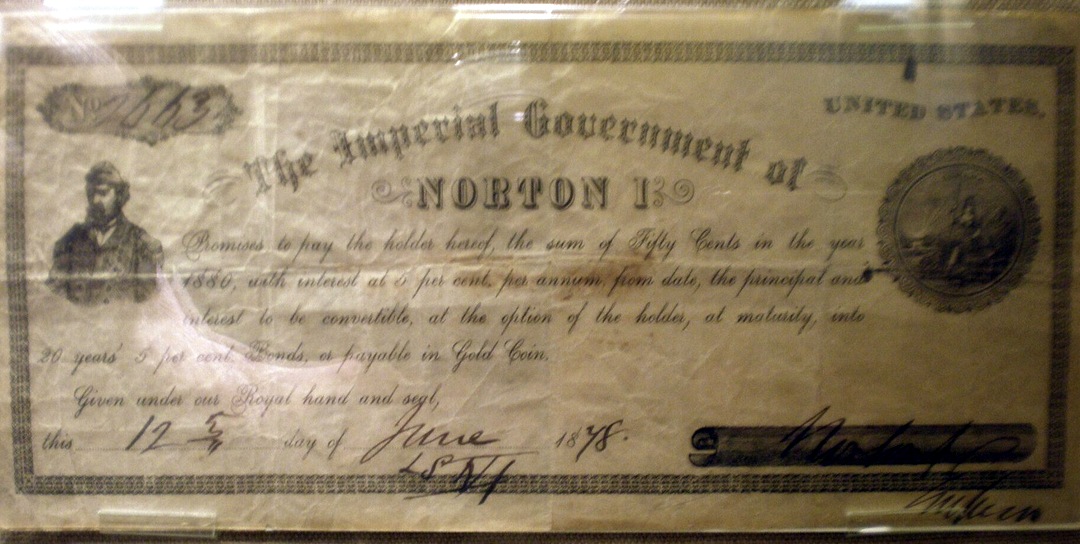 No
UNITED STATES.
The Imperial Government of
NORTON I.
Promises to pay the holder hereof, the sum of Fifty Cents in the year
1880, with interest at 5 per cent. per annum from date, the principal and
interest to be convertible, at the option of the holder, at maturity, into
20 years' 5 per cent. Bonds, or payable in Gold Coin.
Given under our Royal hand and seal,
this 12 day of June 1878.
Norton I